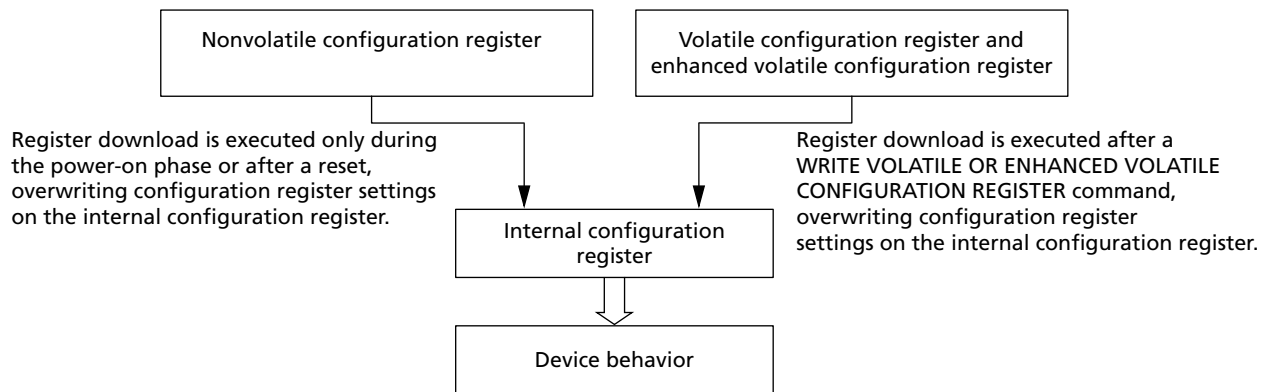 Nonvolatile configuration register
Volatile configuration register and
enhanced volatile configuration register
Register download is executed only during
the power-on phase or after a reset,
overwriting configuration register settings
on the internal configuration register.
Register download is executed after a
WRITE VOLATILE OR ENHANCED VOLATILE
CONFIGURATION REGISTER command,
overwriting configuration register
settings on the internal configuration register.
Internal configuration
register
Device behavior